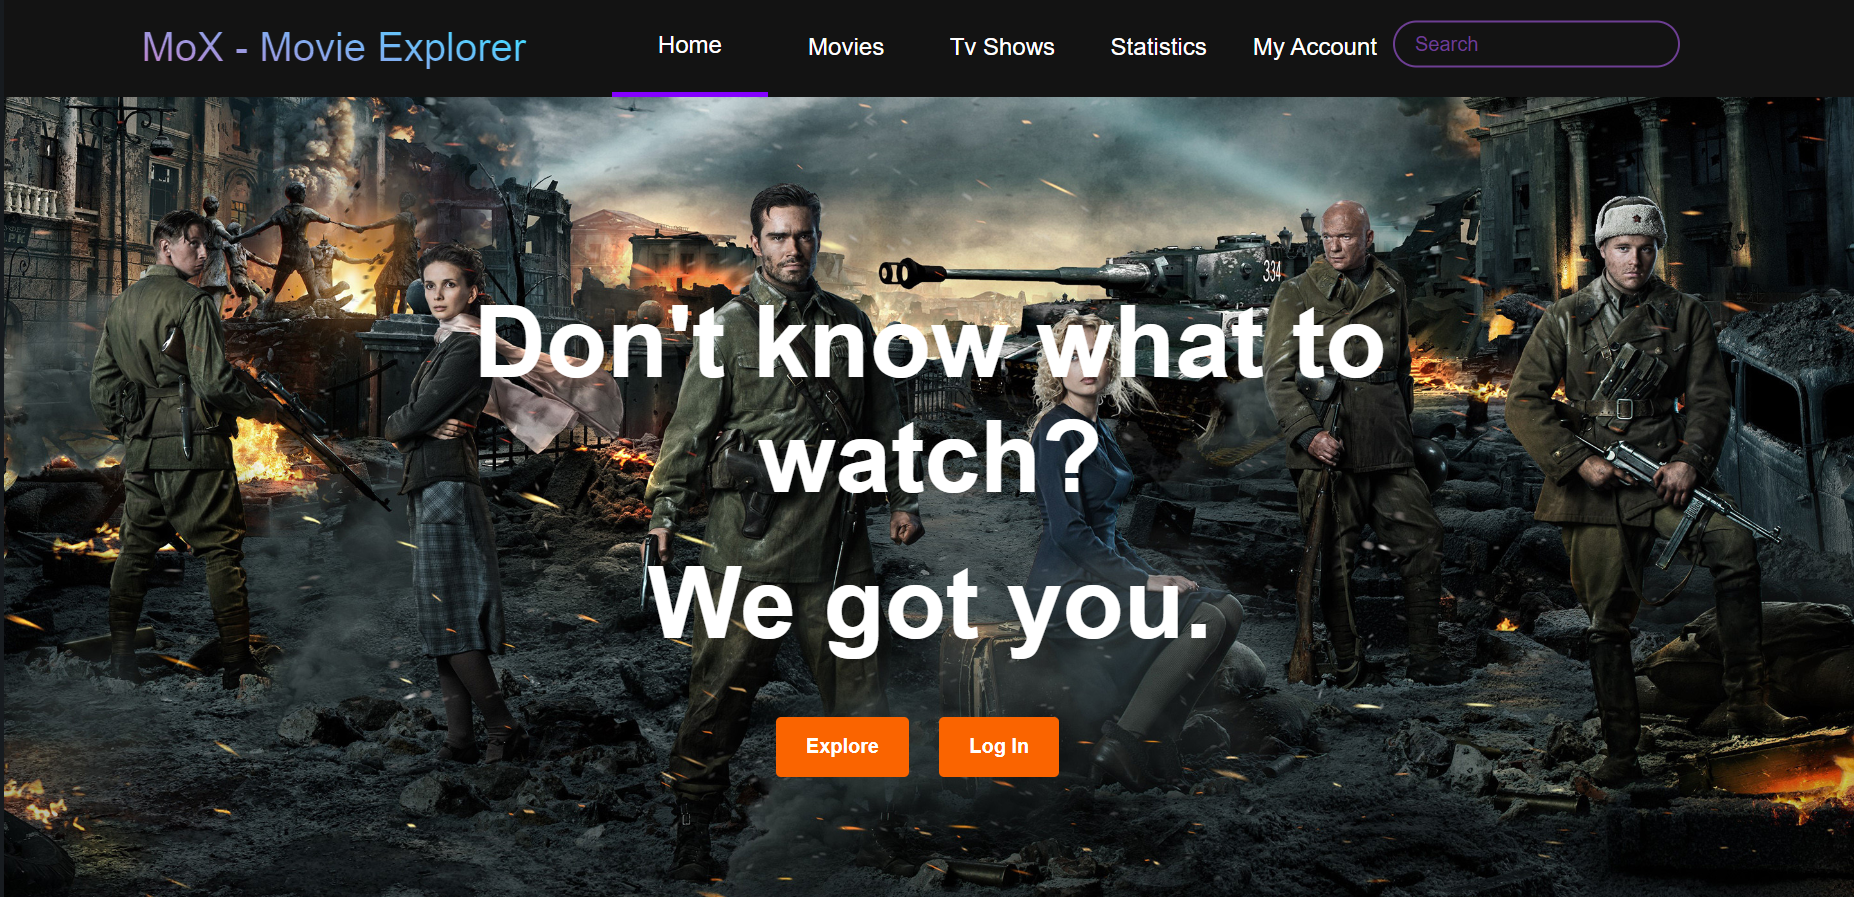 MoX - Movie Explorer
Home
Movies
Tv Shows
Statistics
My Account
Search
334
Don't know what to
watch?
We got you.
Explore
Log In